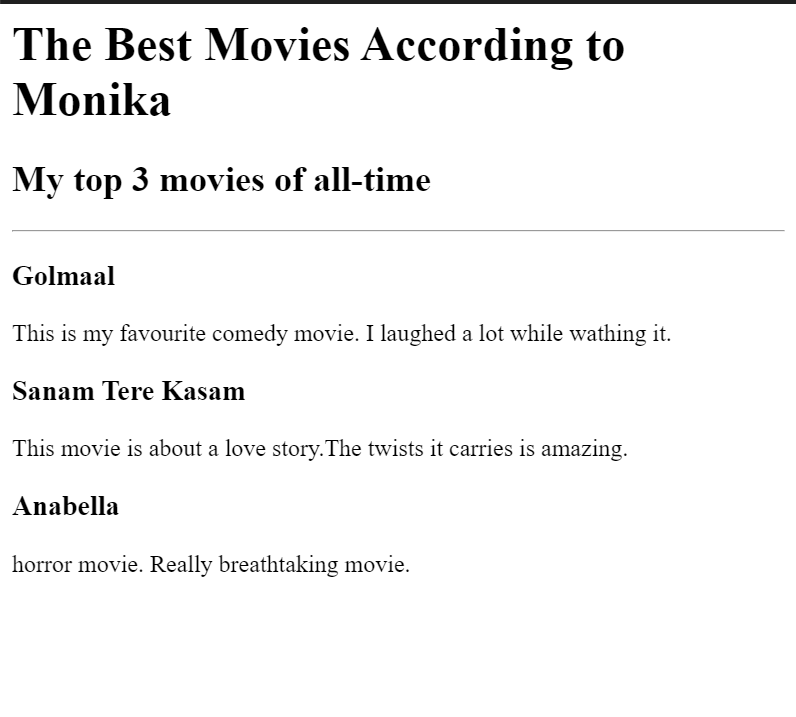 The Best Movies According to
Monika
My top 3 movies of all-time
Golmaal
This is my favourite comedy movie. I laughed a lot while wathing it.
Sanam Tere Kasam
This movie is about a love story.The twists it carries is amazing.
Anabella
horror movie. Really breathtaking movie.